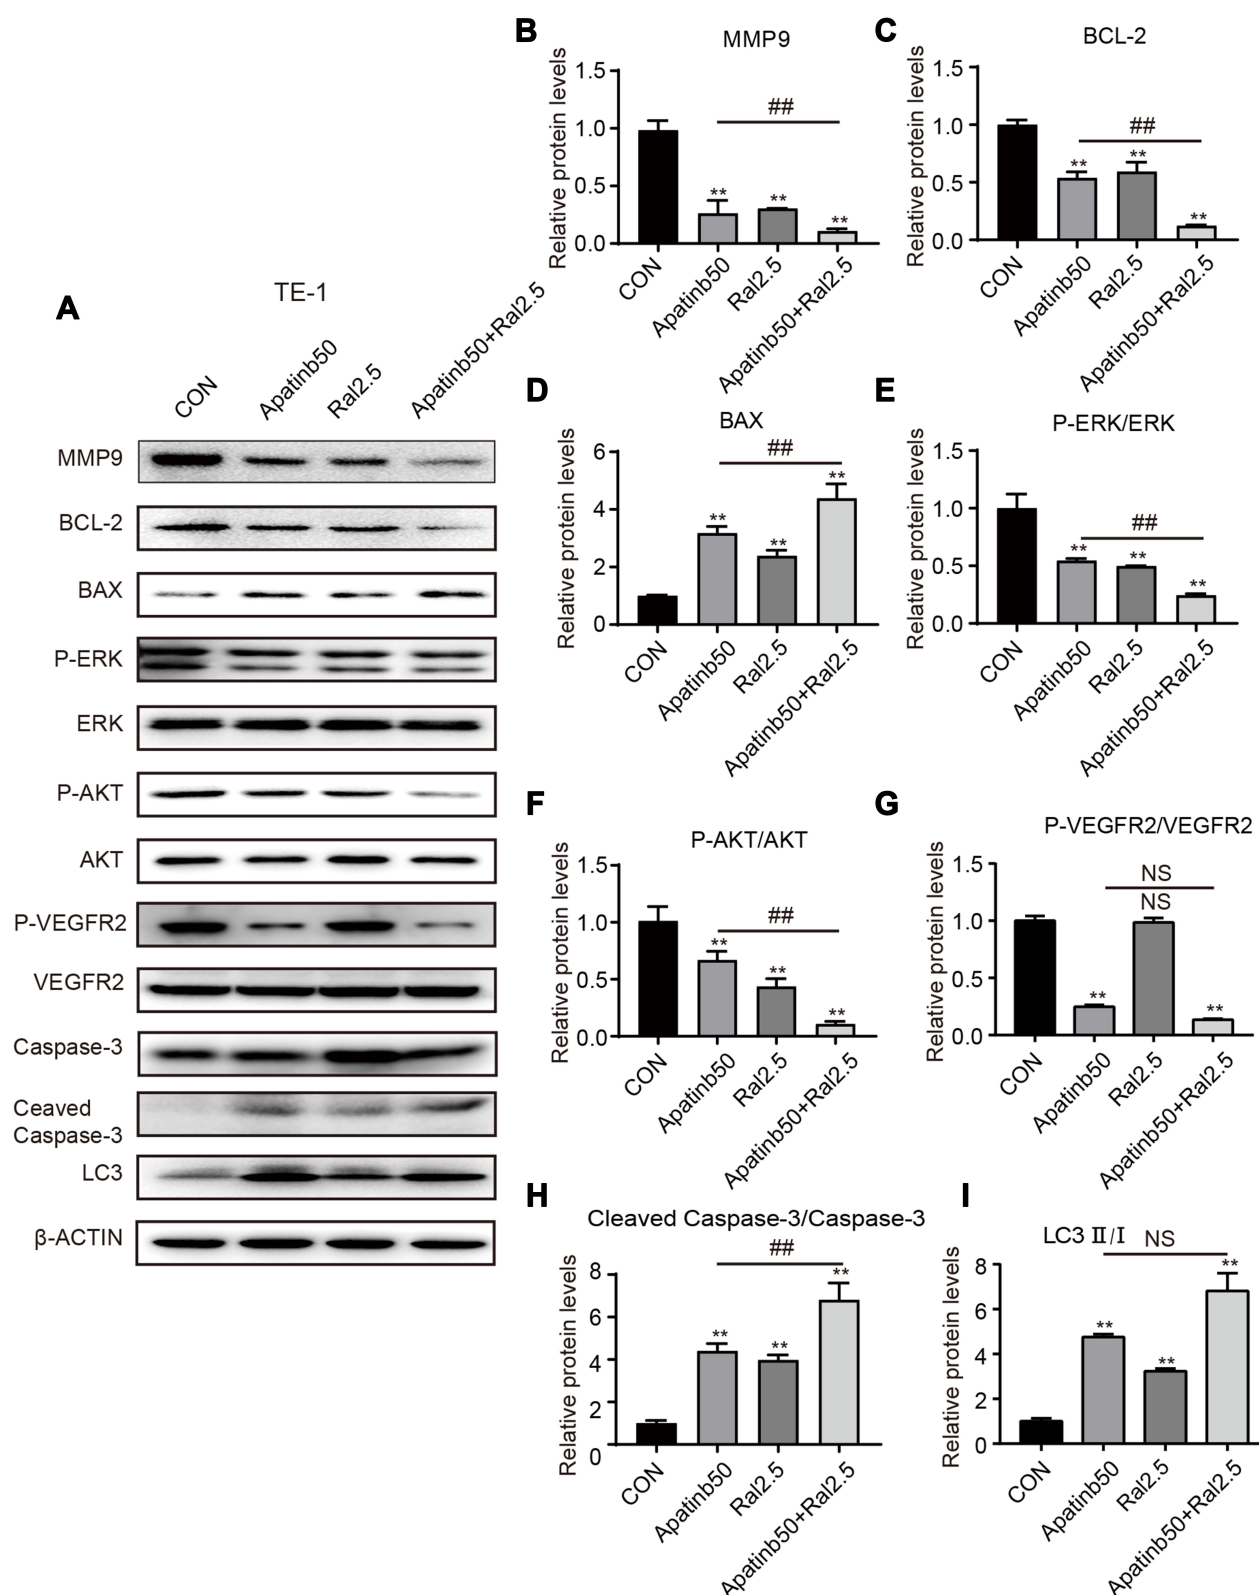 A
TE-1
CON
Apatinb50
Ral2.5
Apatinb50+Ral2.5
MMP9
BCL-2
BAX
P-ERK
ERK
P-AKT
AKT
P-VEGFR2
VEGFR2
Caspase-3
Ceaved
Caspase-3
LC3
β-ACTIN
B
MMP9
Relative protein levels
1.5
1.0
0.5
0.0
##
**
**
**
CON
Apatinb50
Ral2.5
Apatinb50+Ral2.5
C
BCL-2
Relative protein levels
1.5
1.0
0.5
0.0
##
**
**
**
CON
Apatinb50
Ral2.5
Apatinb50+Ral2.5
D
BAX
Relative protein levels
6
4
2
0
##
**
**
**
CON
Apatinb50
Ral2.5
Apatinb50+Ral2.5
E
P-ERK/ERK
Relative protein levels
1.5
1.0
0.5
0.0
##
**
**
**
CON
Apatinb50
Ral2.5
Apatinb50+Ral2.5
F
P-AKT/AKT
Relative protein levels
1.5
1.0
0.5
0.0
##
**
**
**
CON
Apatinb50
Ral2.5
Apatinb50+Ral2.5
G
P-VEGFR2/VEGFR2
Relative protein levels
1.5
1.0
0.5
0.0
NS
NS
**
**
CON
Apatinb50
Ral2.5
Apatinb50+Ral2.5
H
Cleaved Caspase-3/Caspase-3
Relative protein levels
8
6
4
2
0
##
**
**
**
CON
Apatinb50
Ral2.5
Apatinb50+Ral2.5
I
LC3 II/I
Relative protein levels
8
6
4
2
0
NS
**
**
**
CON
Apatinb50
Ral2.5
Apatinb50+Ral2.5